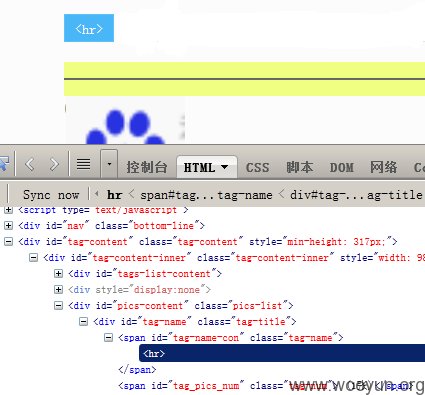 <hr>
控制台 HTML CSS 脚本 DOM 网络
Sync now hr < span#tag...tag-name < div#tag-...ag-title
<script type="text/javascript">
<div id="nav" class="bottom-line">
<div id="tag-content" class="tag-content" style="min-height: 317px;">
<div id="tag-content-inner" class="tag-content-inner" style="width: 98
<div id="tags-list-content">
<div style="display:none">
<div id="pics-content" class="pics-list">
<div id="tag-name" class="tag-title">
<span id="tag-name-con" class="tag-name">
<hr>
</span>
<span id="tag_pics_num" class="tag-num"> </span>
www.wooyun.org